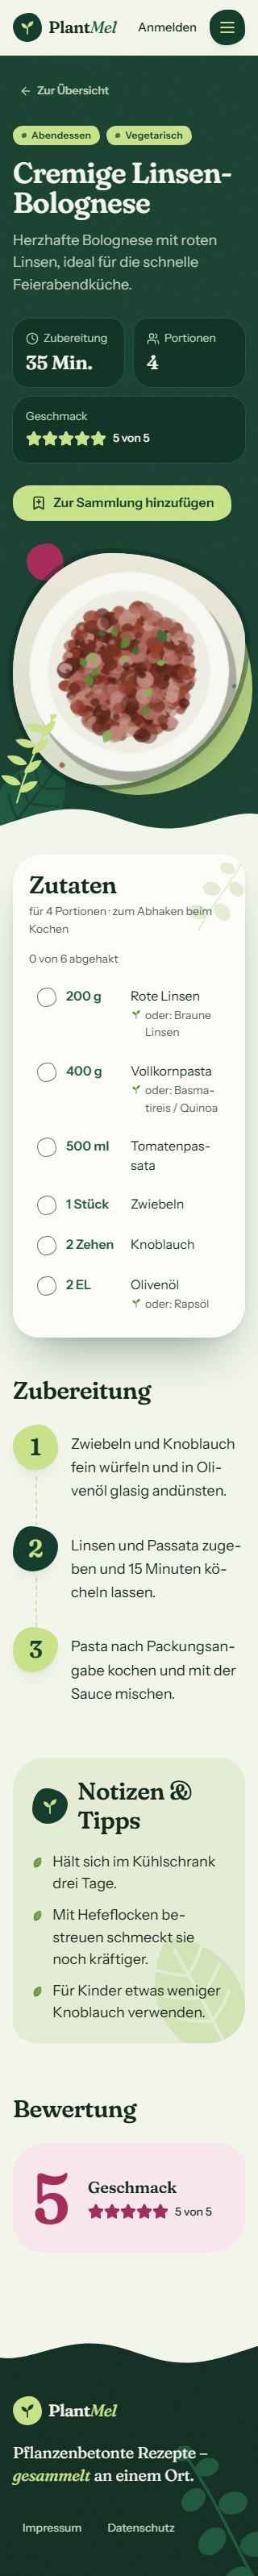 PlantMel
Anmelden
Zur Übersicht
Abendessen
Vegetarisch
Cremige Linsen-
Bolognese
Herzhafte Bolognese mit roten
Linsen, ideal für die schnelle
Feierabendküche.
Zubereitung
35 Min.
Portionen
4
Geschmack
5 von 5
Zur Sammlung hinzufügen
Zutaten
für 4 Portionen · zum Abhaken beim
Kochen
0 von 6 abgehakt
200 g
Rote Linsen
oder: Braune
Linsen
400 g
Vollkornpasta
oder: Basma-
tireis / Quinoa
500 ml
Tomatenpas-
sata
1 Stück
Zwiebeln
2 Zehen
Knoblauch
2 EL
Olivenöl
oder: Rapsöl
Zubereitung
1
Zwiebeln und Knoblauch
fein würfeln und in Oli-
venöl glasig andünsten.
2
Linsen und Passata zuge-
ben und 15 Minuten kö-
cheln lassen.
3
Pasta nach Packungsan-
gabe kochen und mit der
Sauce mischen.
Notizen &
Tipps
Hält sich im Kühlschrank
drei Tage.
Mit Hefeflocken be-
streuen schmeckt sie
noch kräftiger.
Für Kinder etwas weniger
Knoblauch verwenden.
Bewertung
5
Geschmack
5 von 5
PlantMel
Pflanzenbetonte Rezepte –
gesammelt an einem Ort.
Impressum
Datenschutz